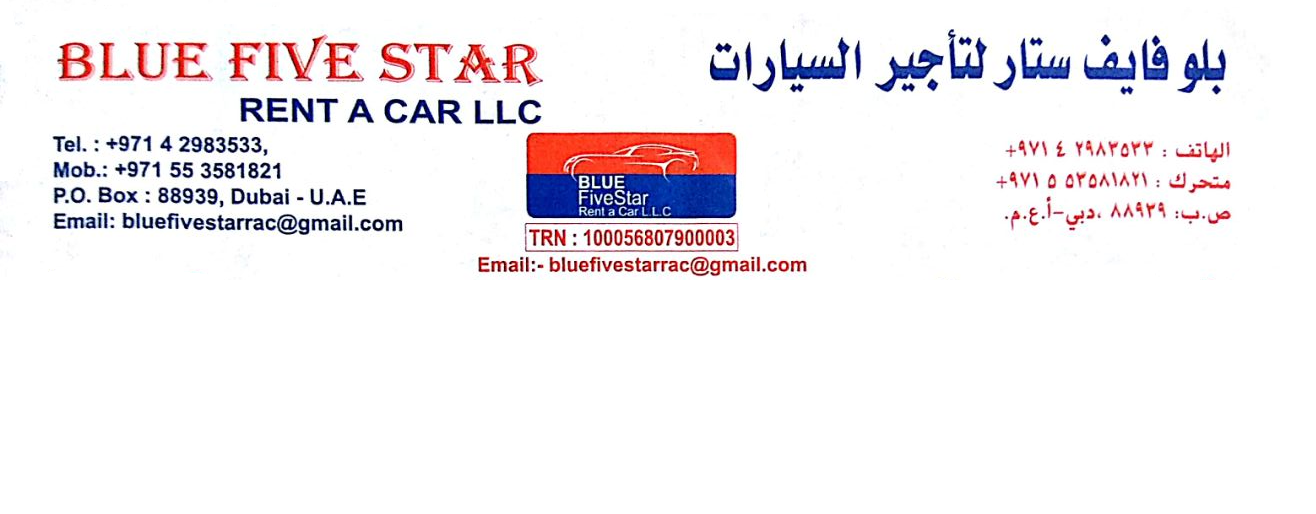 BLUE FIVE STAR
RENT A CAR LLC
Tel. : +971 4 2983533,
Mob.: +971 55 3581821
P.O. Box : 88939, Dubai - U.A.E
Email: bluefivestarrac@gmail.com
بلو فايف ستار لتأجير السيارات
الهاتف : ٢٩٨٣٥٣٣ ٤ ٩٧١+
متحرك : ٥٣٥٨١٨٢١ ٥ ٩٧١+
ص.ب: ٨٨٩٣٩ ،دبي–أ.ع.م.
BLUE
FiveStar
Rent a Car L.L.C
TRN : 100056807900003
Email:- bluefivestarrac@gmail.com